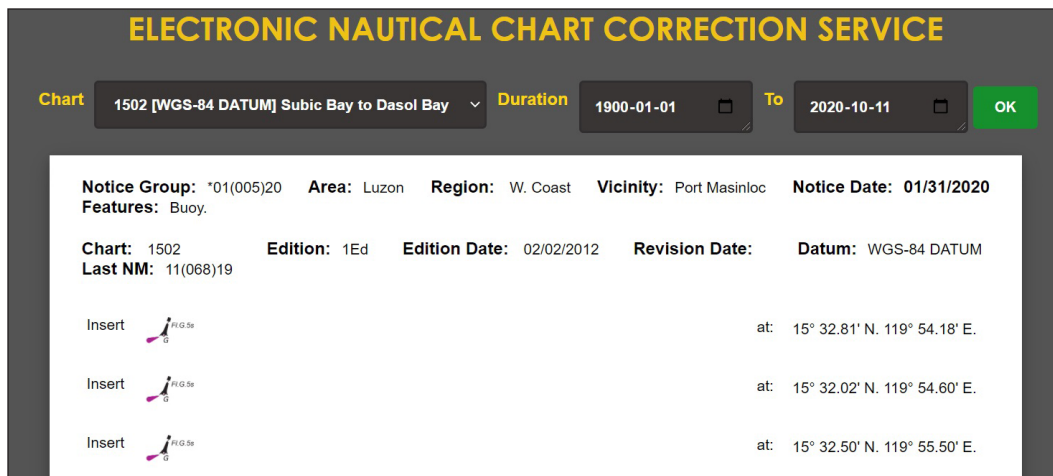 ELECTRONIC NAUTICAL CHART CORRECTION SERVICE
Chart 1502 [WGS-84 DATUM] Subic Bay to Dasol Bay Duration 1900-01-01 To 2020-10-11 OK
Notice Group: *01(005)20 Area: Luzon Region: W. Coast Vicinity: Port Masinloc Notice Date: 01/31/2020
Features: Buoy.
Chart: 1502 Edition: 1Ed Edition Date: 02/02/2012 Revision Date: Datum: WGS-84 DATUM
Last NM: 11(068)19
Insert Fl.G.5s G at: 15° 32.81' N. 119° 54.18' E.
Insert Fl.G.5s G at: 15° 32.02' N. 119° 54.60' E.
Insert Fl.G.5s G at: 15° 32.50' N. 119° 55.50' E.